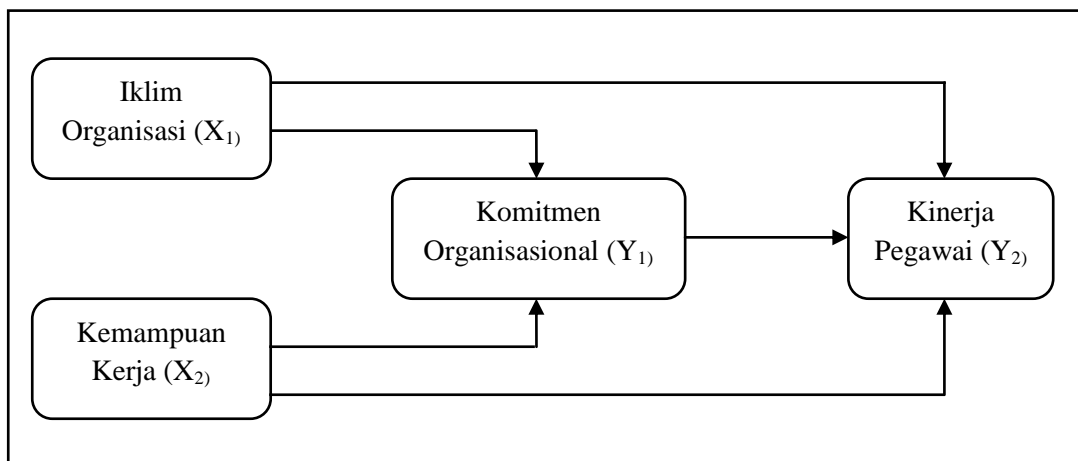 Iklim
Organisasi (X₁)
Komitmen
Organisasional (Y₁)
Kinerja
Pegawai (Y₂)
Kemampuan
Kerja (X₂)